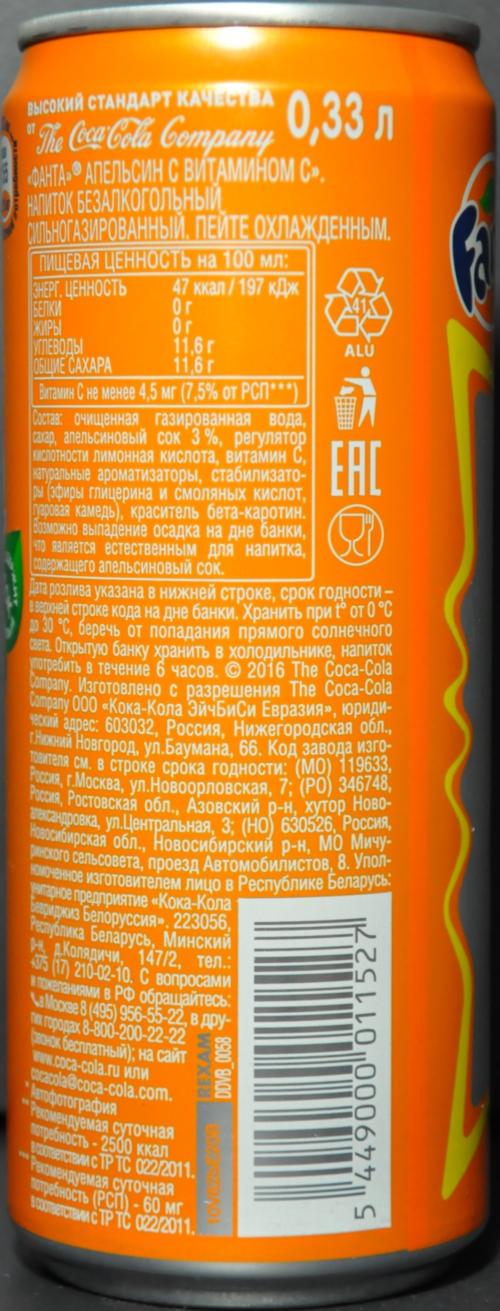 ВЫСОКИЙ СТАНДАРТ КАЧЕСТВА
от The Coca-Cola Company 0,33 л
«ФАНТА»® АПЕЛЬСИН С ВИТАМИНОМ С».
НАПИТОК БЕЗАЛКОГОЛЬНЫЙ
СИЛЬНОГАЗИРОВАННЫЙ. ПЕЙТЕ ОХЛАЖДЕННЫМ.
ПИЩЕВАЯ ЦЕННОСТЬ на 100 мл:
ЭНЕРГ. ЦЕННОСТЬ 47 ккал / 197 кДж
БЕЛКИ 0 г
ЖИРЫ 0 г
УГЛЕВОДЫ 11,6 г
ОБЩИЕ САХАРА 11,6 г
Витамин С не менее 4,5 мг (7,5% от РСП***)
Состав: очищенная газированная вода,
сахар, апельсиновый сок 3 %, регулятор
кислотности лимонная кислота, витамин С,
натуральные ароматизаторы, стабилизато-
ры (эфиры глицерина и смоляных кислот,
гуаровая камедь), краситель бета-каротин.
Возможно выпадение осадка на дне банки,
что является естественным для напитка,
содержащего апельсиновый сок.
41
ALU
EAC
Дата розлива указана в нижней строке, срок годности –
в верхней строке кода на дне банки. Хранить при t° от 0 °C
до 30 °C, беречь от попадания прямого солнечного
света. Открытую банку хранить в холодильнике, напиток
употребить в течение 6 часов. © 2016 The Coca-Cola
Company. Изготовлено с разрешения The Coca-Cola
Company ООО «Кока-Кола ЭйчБиСи Евразия», юриди-
ческий адрес: 603032, Россия, Нижегородская обл.,
г.Нижний Новгород, ул.Баумана, 66. Код завода изго-
товителя см. в строке срока годности: (МО) 119633,
Россия, г.Москва, ул.Новоорловская, 7; (РО) 346748,
Россия, Ростовская обл., Азовский р-н, хутор Ново-
александровка, ул.Центральная, 3; (НО) 630526, Россия,
Новосибирская обл., Новосибирский р-н, МО Мичу-
ринского сельсовета, проезд Автомобилистов, 8. Упол-
номоченное изготовителем лицо в Республике Беларусь:
унитарное предприятие «Кока-Кола
Бевриджиз Белоруссия». 223056,
Республика Беларусь, Минский
р-н, д.Колядичи, 147/2, тел.:
+375 (17) 210-02-10. С вопросами
и пожеланиями в РФ обращайтесь:
в Москве 8 (495) 956-55-22, в дру-
гих городах 8-800-200-22-22
(звонок бесплатный); на сайт
www.coca-cola.ru или
cocacola@coca-cola.com.
Автофотография
Рекомендуемая суточная
потребность - 2500 ккал
в соответствии с ТР ТС 022/2011.
Рекомендуемая суточная
потребность (РСП) - 60 мг
в соответствии с ТР ТС 022/2011.
REXAM
DDVB_0058
5 449000 011527
Fa